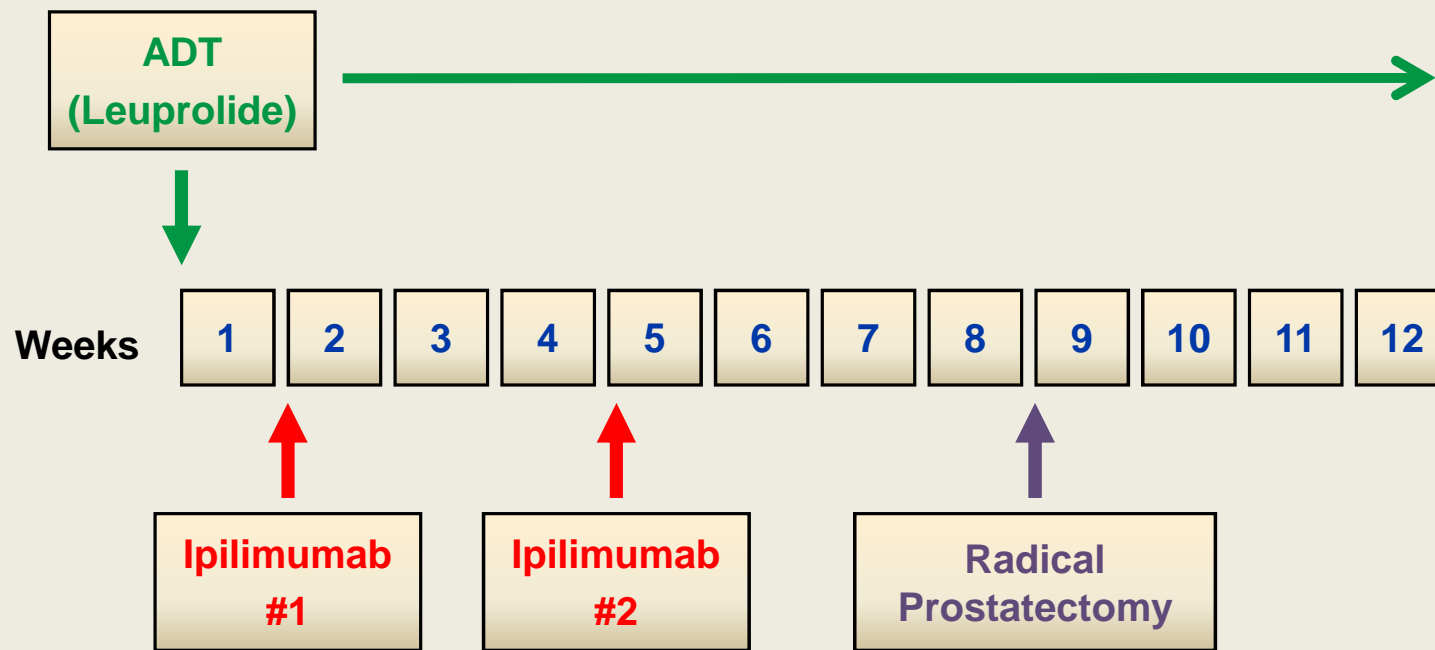 ADT
(Leuprolide)
Weeks 1 2 3 4 5 6 7 8 9 10 11 12
Ipilimumab
#1
Ipilimumab
#2
Radical
Prostatectomy